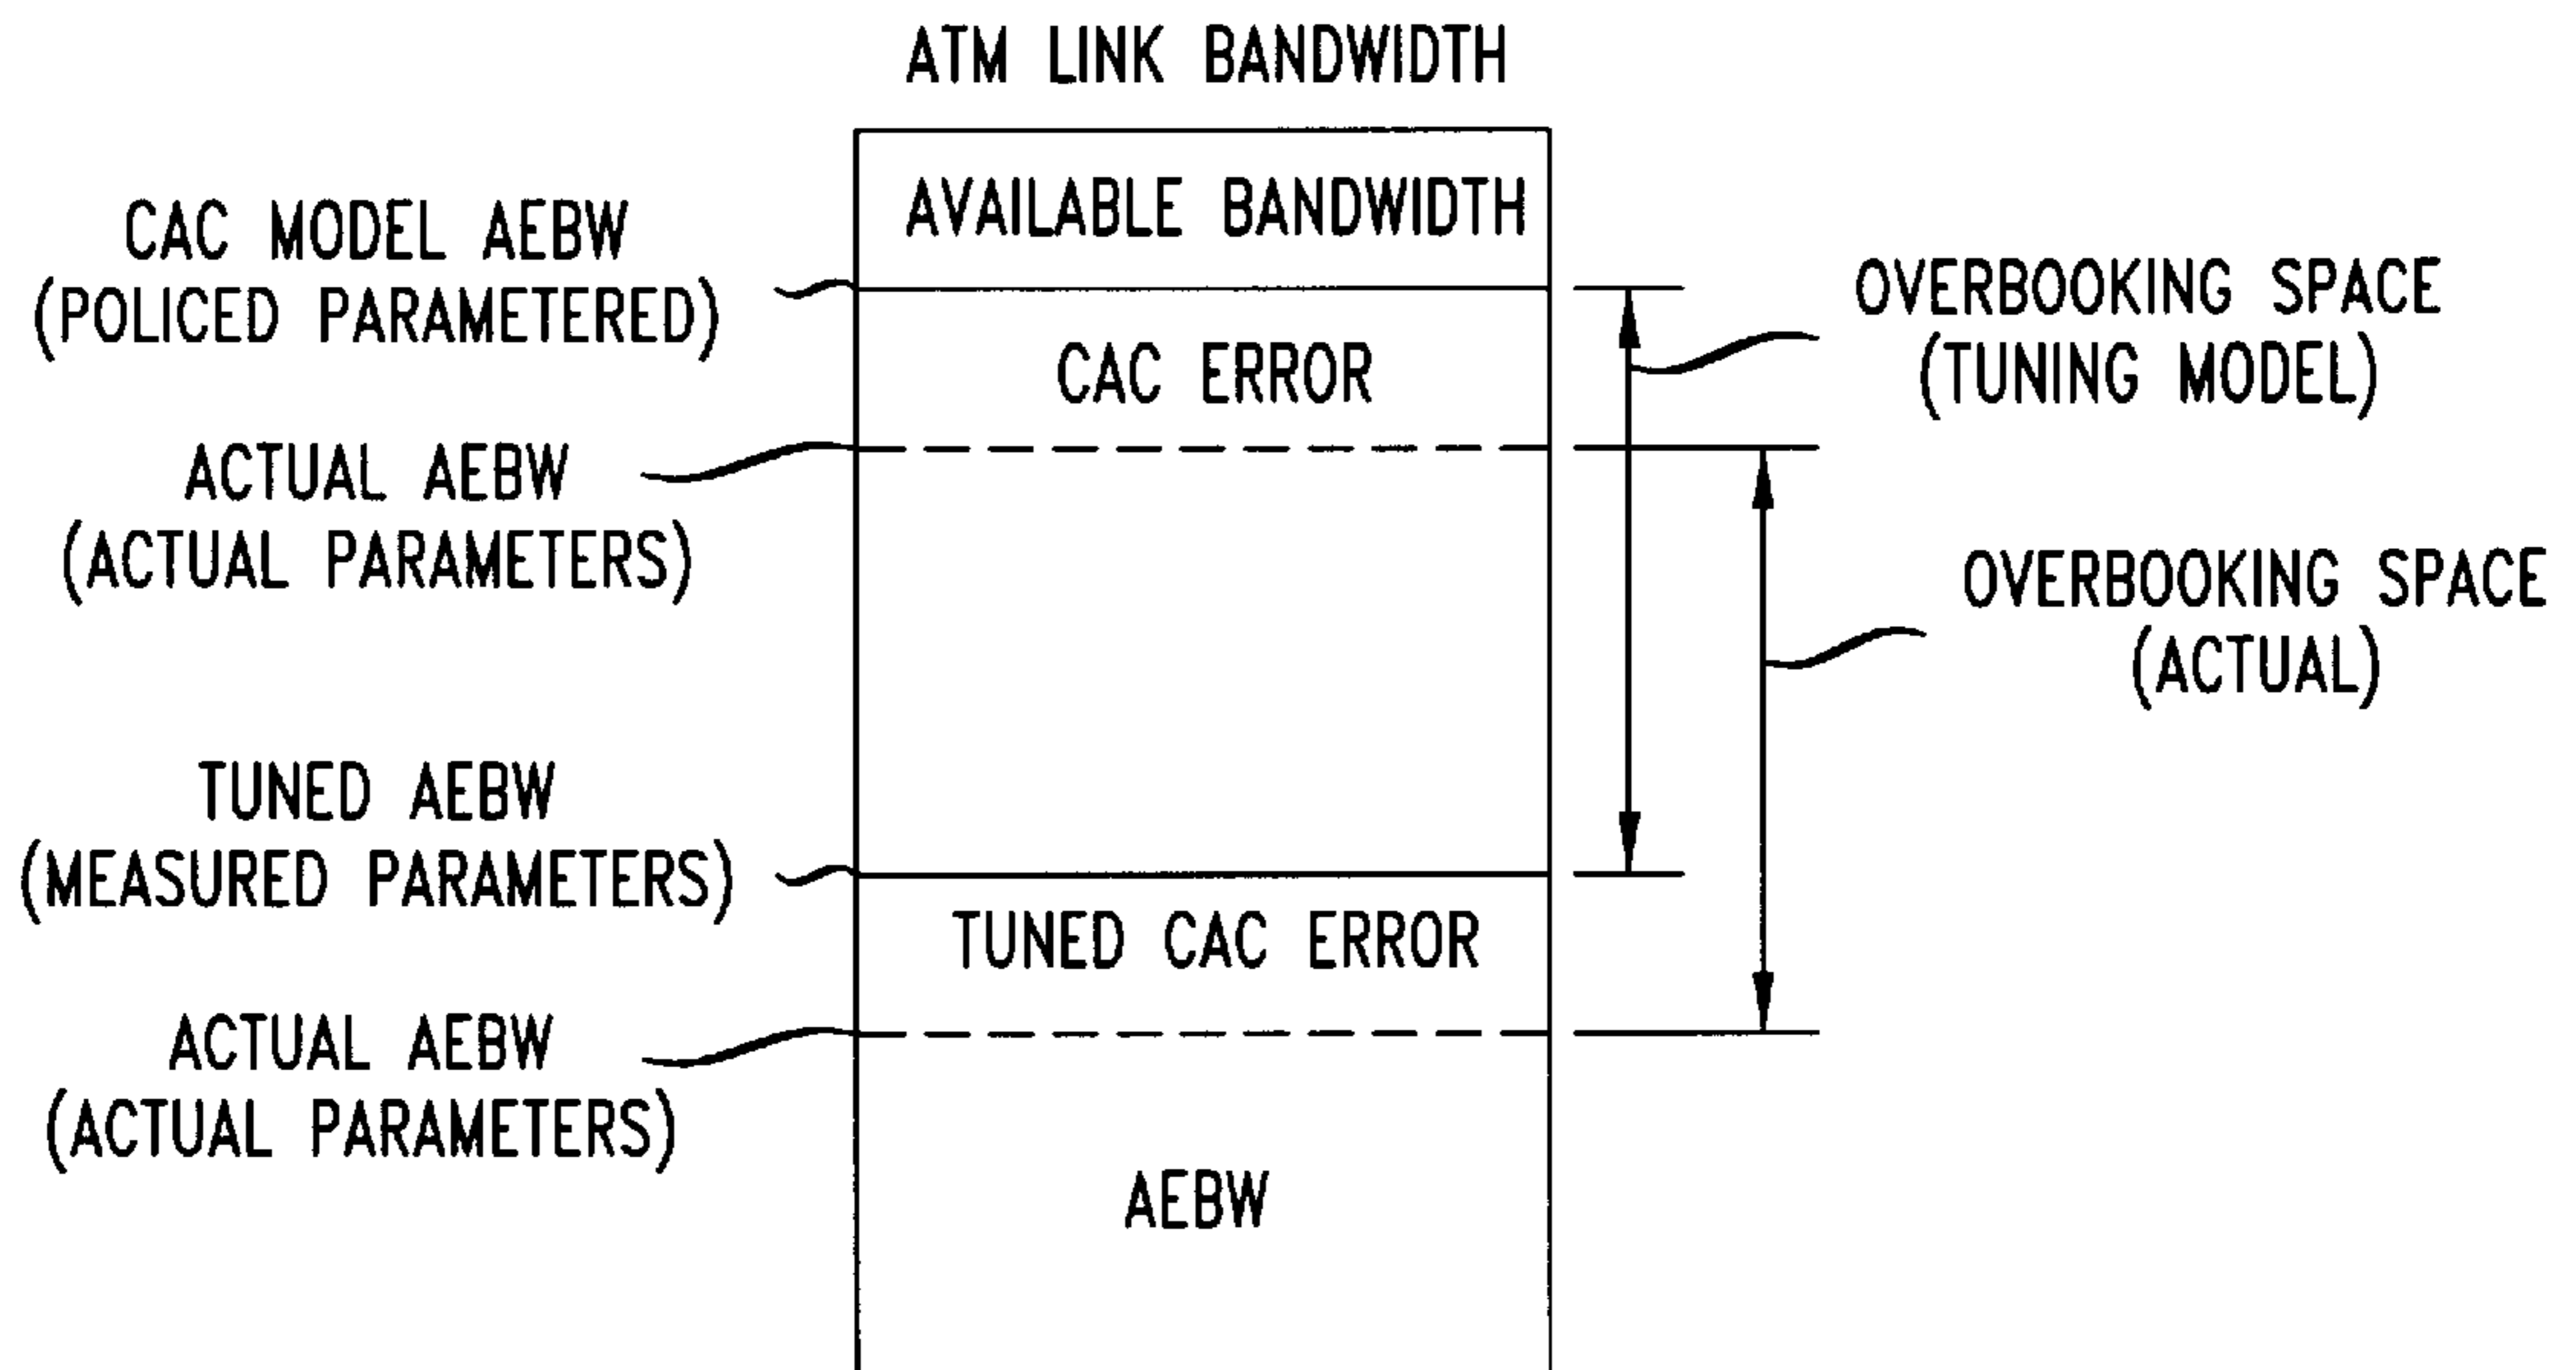 ATM LINK BANDWIDTH
AVAILABLE BANDWIDTH
CAC MODEL AEBW
(POLICED PARAMETERED)
OVERBOOKING SPACE
(TUNING MODEL)
CAC ERROR
ACTUAL AEBW
(ACTUAL PARAMETERS)
OVERBOOKING SPACE
(ACTUAL)
TUNED AEBW
(MEASURED PARAMETERS)
TUNED CAC ERROR
ACTUAL AEBW
(ACTUAL PARAMETERS)
AEBW